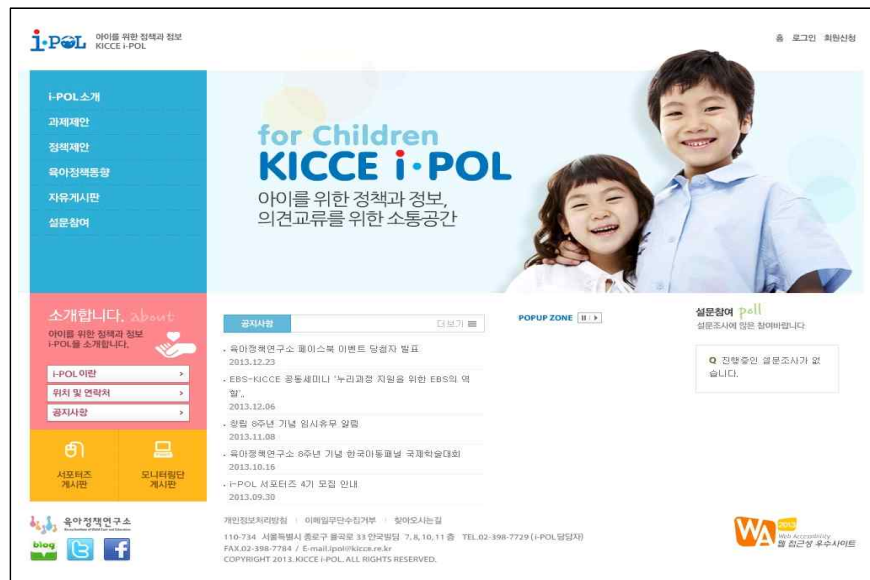 i·POL
아이를 위한 정책과 정보
KICCE i-POL
홈 로그인 회원신청
i-POL소개
과제제안
정책제안
육아정책동향
자유게시판
설문참여
for Children
KICCE i·POL
아이를 위한 정책과 정보,
의견교류를 위한 소통공간
소개합니다. about
아이를 위한 정책과 정보
i-POL을 소개합니다.
i-POL이란
위치 및 연락처
공지사항
서포터즈
게시판
모니터링단
게시판
공지사항 더보기
육아정책연구소 페이스북 이벤트 당첨자 발표
2013.12.23
EBS-KICCE 공동세미나 '누리과정 지원을 위한 EBS의 역
할'„
2013.12.06
창립 8주년 기념 임시휴무 알림
2013.11.08
육아정책연구소 8주년 기념 한국아동패널 국제학술대회
2013.10.16
i-POL 서포터즈 4기 모집 안내
2013.09.30
POPUP ZONE
설문참여 poll
설문조사에 많은 참여바랍니다
Q 진행중인 설문조사가 없
습니다.
육아정책연구소
blog
개인정보처리방침 이메일무단수집거부 찾아오시는길
110-734 서울특별시 종로구 율곡로 33 안국빌딩 7, 8, 10, 11 층 TEL.02-398-7729 (i-POL 담당자)
FAX.02-398-7784 / E-mail.ipol@kicce.re.kr
COPYRIGHT 2013. KICCE i-POL. ALL RIGHTS RESERVED.
WA 2013
Web Accessibility
웹 접근성 우수사이트